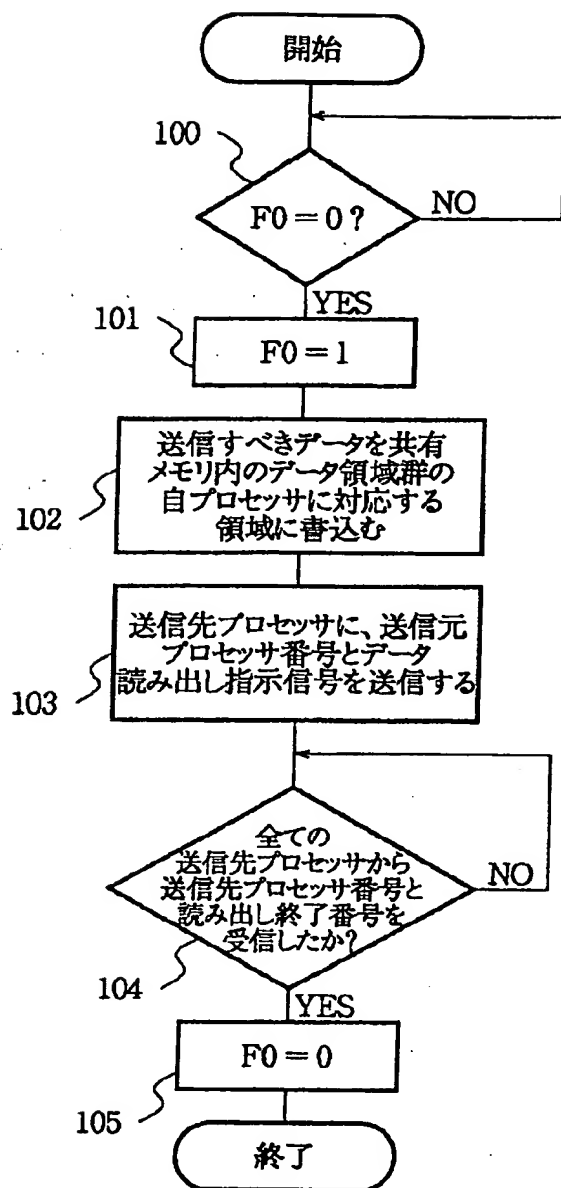 開始
100
F0＝0？
NO
YES
101
F0＝1
送信すべきデータを共有
メモリ内のデータ領域群の
自プロセッサに対応する
領域に書込む
102
送信先プロセッサに、送信元
プロセッサ番号とデータ
読み出し指示信号を送信する
103
全ての
送信先プロセッサから
送信先プロセッサ番号と
読み出し終了番号を
受信したか？
NO
104
YES
F0＝0
105
終了